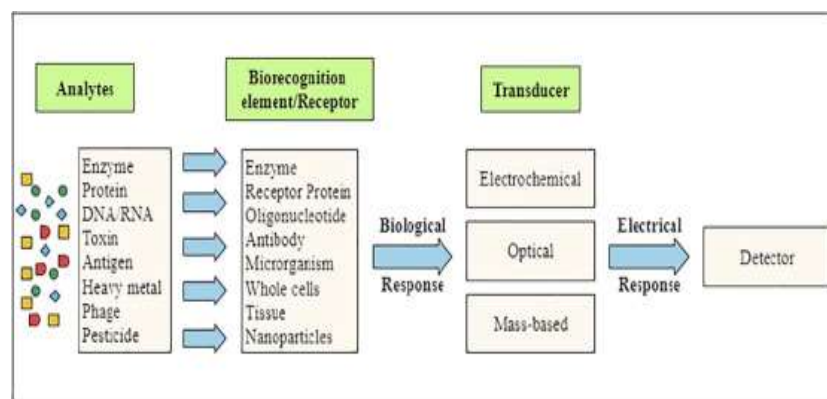 Analytes
Biorecognition
element/Receptor
Transducer
Enzyme
Protein
DNA/RNA
Toxin
Antigen
Heavy metal
Phage
Pesticide
Enzyme
Receptor Protein
Oligonucleotide
Antibody
Microrganism
Whole cells
Tissue
Nanoparticles
Biological
Response
Electrochemical
Optical
Mass-based
Electrical
Response
Detector